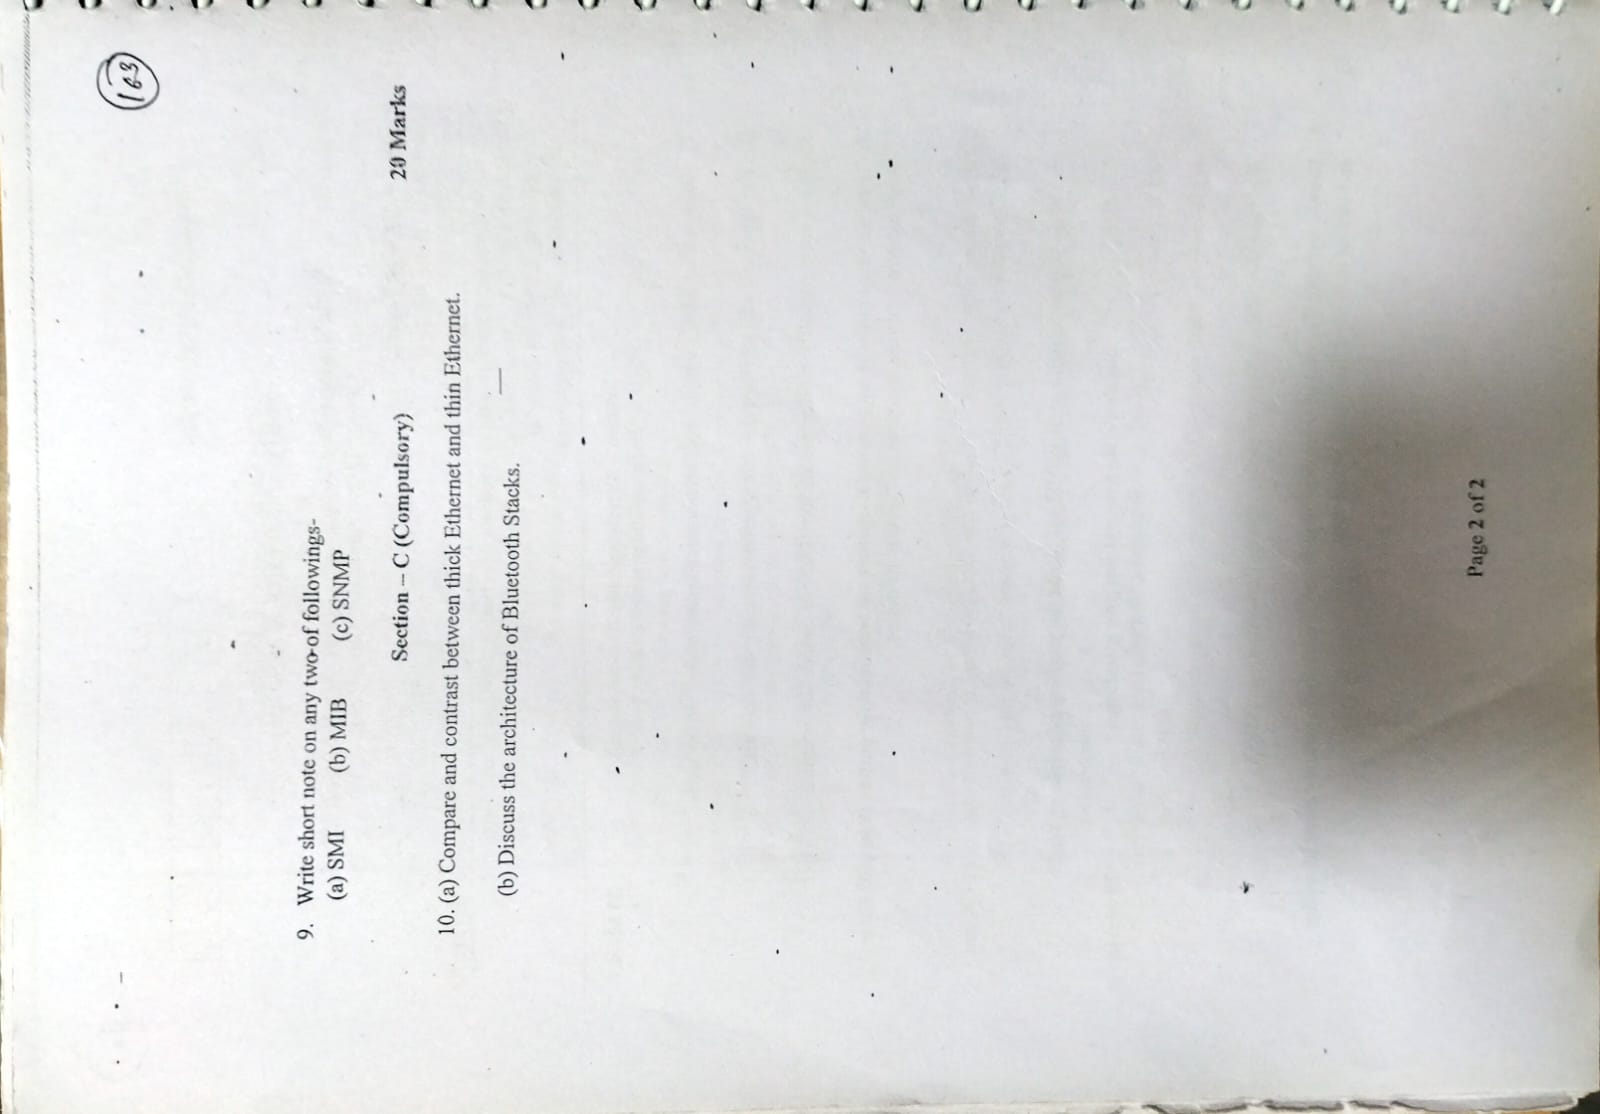 163
9. Write short note on any two of followings-
(a) SMI (b) MIB (c) SNMP
Section – C (Compulsory) 20 Marks
10. (a) Compare and contrast between thick Ethernet and thin Ethernet.
(b) Discuss the architecture of Bluetooth Stacks.
Page 2 of 2